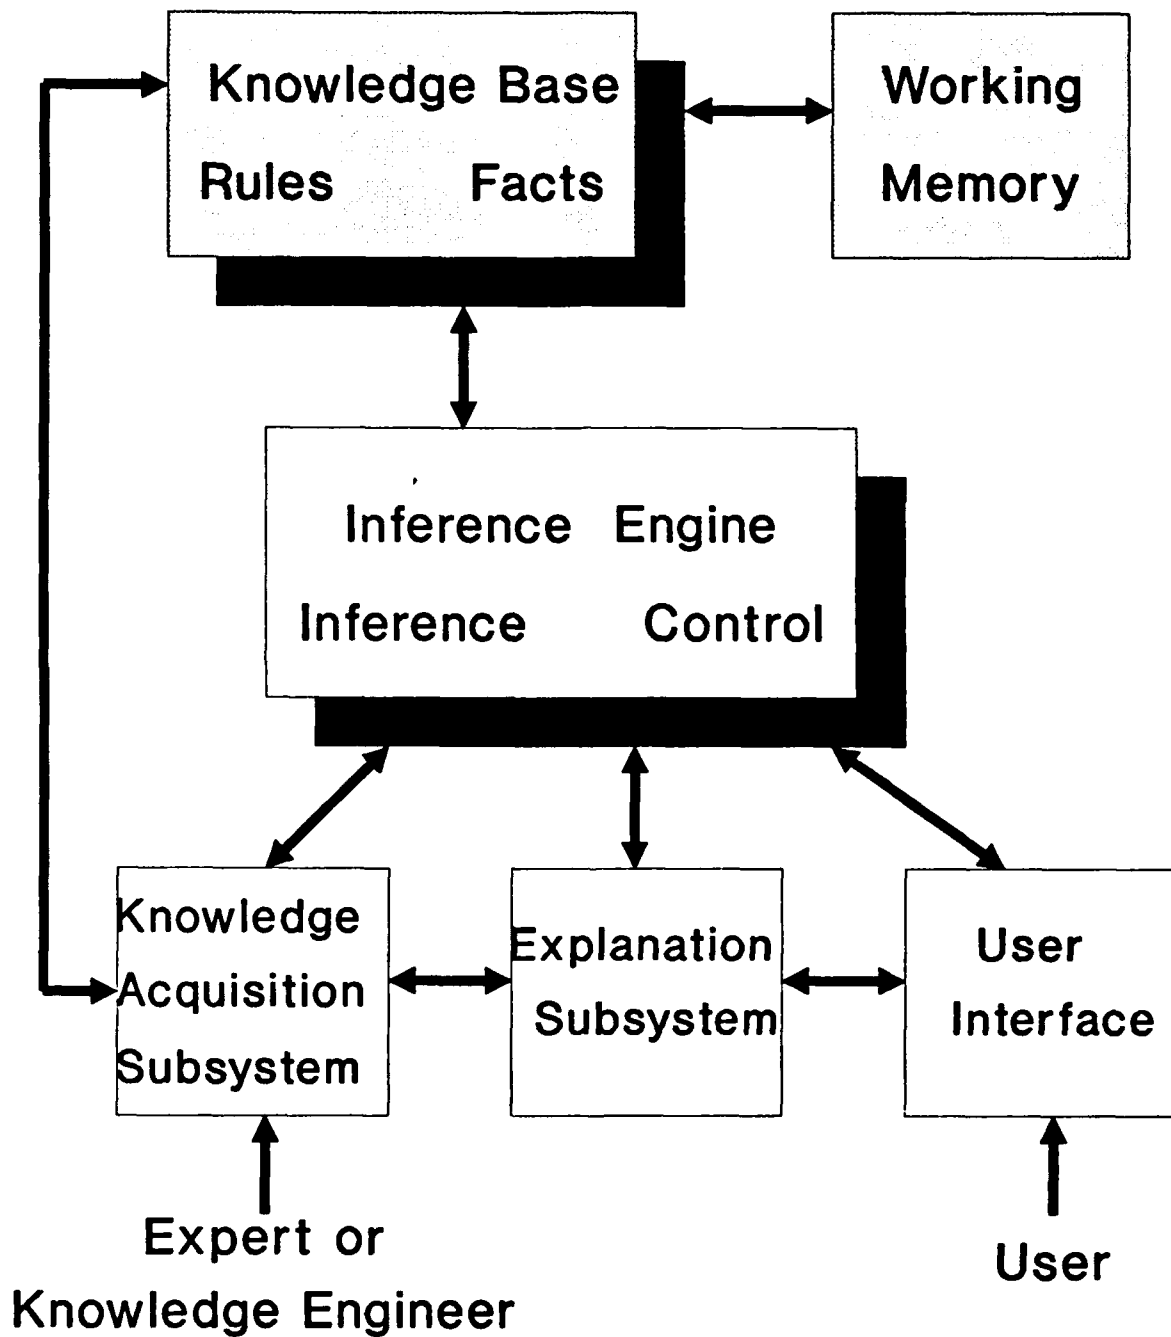 Knowledge Base
Rules Facts
Working
Memory
Inference Engine
Inference Control
Knowledge
Acquisition
Subsystem
Explanation
Subsystem
User
Interface
Expert or
Knowledge Engineer
User